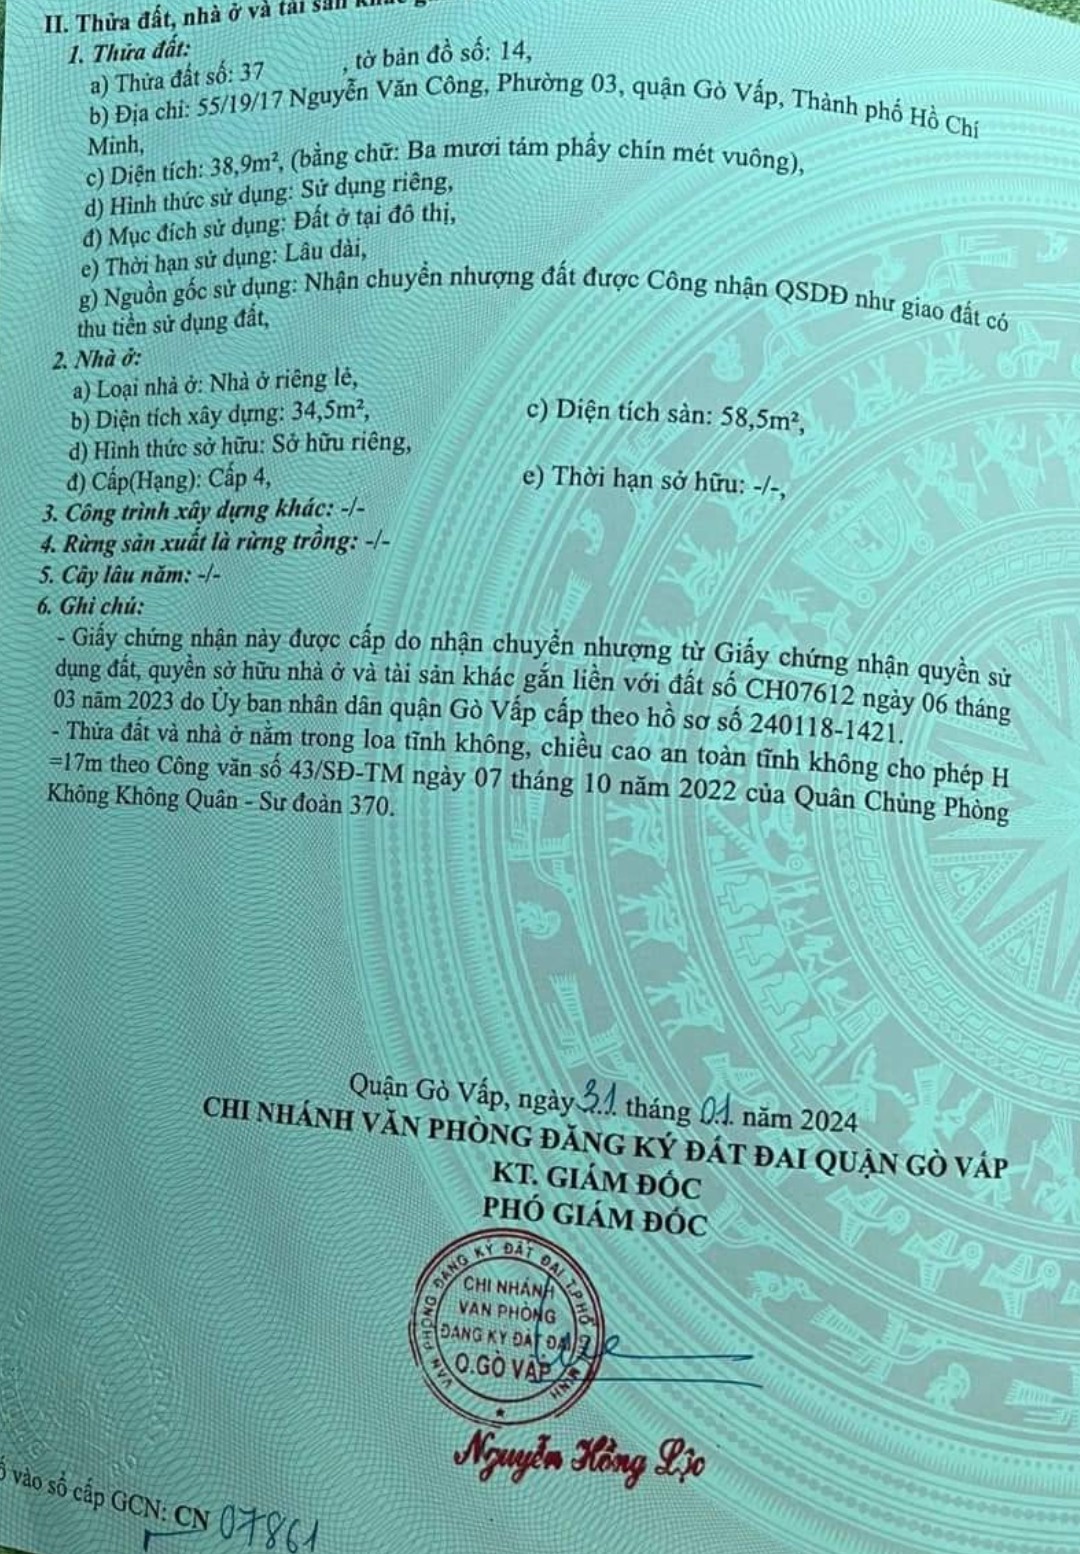 II. Thửa đất, nhà ở và tài sản
1. Thửa đất:
a) Thửa đất số: 37 , tờ bản đồ số: 14,
b) Địa chỉ: 55/19/17 Nguyễn Văn Công, Phường 03, quận Gò Vấp, Thành phố Hồ Chí
Minh,
c) Diện tích: 38,9m², (bằng chữ: Ba mươi tám phẩy chín mét vuông),
d) Hình thức sử dụng: Sử dụng riêng,
đ) Mục đích sử dụng: Đất ở tại đô thị,
e) Thời hạn sử dụng: Lâu dài,
g) Nguồn gốc sử dụng: Nhận chuyển nhượng đất được Công nhận QSDĐ như giao đất có
thu tiền sử dụng đất,
2. Nhà ở:
a) Loại nhà ở: Nhà ở riêng lẻ,
b) Diện tích xây dựng: 34,5m², c) Diện tích sàn: 58,5m²,
d) Hình thức sở hữu: Sở hữu riêng,
đ) Cấp(Hạng): Cấp 4, e) Thời hạn sở hữu: -/-,
3. Công trình xây dựng khác: -/-
4. Rừng sản xuất là rừng trồng: -/-
5. Cây lâu năm: -/-
6. Ghi chú:
- Giấy chứng nhận này được cấp do nhận chuyển nhượng từ Giấy chứng nhận quyền sử
dụng đất, quyền sở hữu nhà ở và tài sản khác gắn liền với đất số CH07612 ngày 06 tháng
03 năm 2023 do Ủy ban nhân dân quận Gò Vấp cấp theo hồ sơ số 240118-1421.
- Thửa đất và nhà ở nằm trong loa tĩnh không, chiều cao an toàn tĩnh không cho phép H
=17m theo Công văn số 43/SĐ-TM ngày 07 tháng 10 năm 2022 của Quân Chủng Phòng
Không Không Quân - Sư đoàn 370.
Quận Gò Vấp, ngày 31 tháng 01 năm 2024
CHI NHÁNH VĂN PHÒNG ĐĂNG KÝ ĐẤT ĐAI QUẬN GÒ VẤP
KT. GIÁM ĐỐC
PHÓ GIÁM ĐỐC
VĂN PHÒNG ĐĂNG KÝ ĐẤT ĐAI T.PHỐ MINH
CHI NHÁNH
VĂN PHÒNG
ĐĂNG KÝ ĐẤT ĐAI
Q.GÒ VẤP
Nguyễn Hồng Lộc
vào sổ cấp GCN: CN 07861